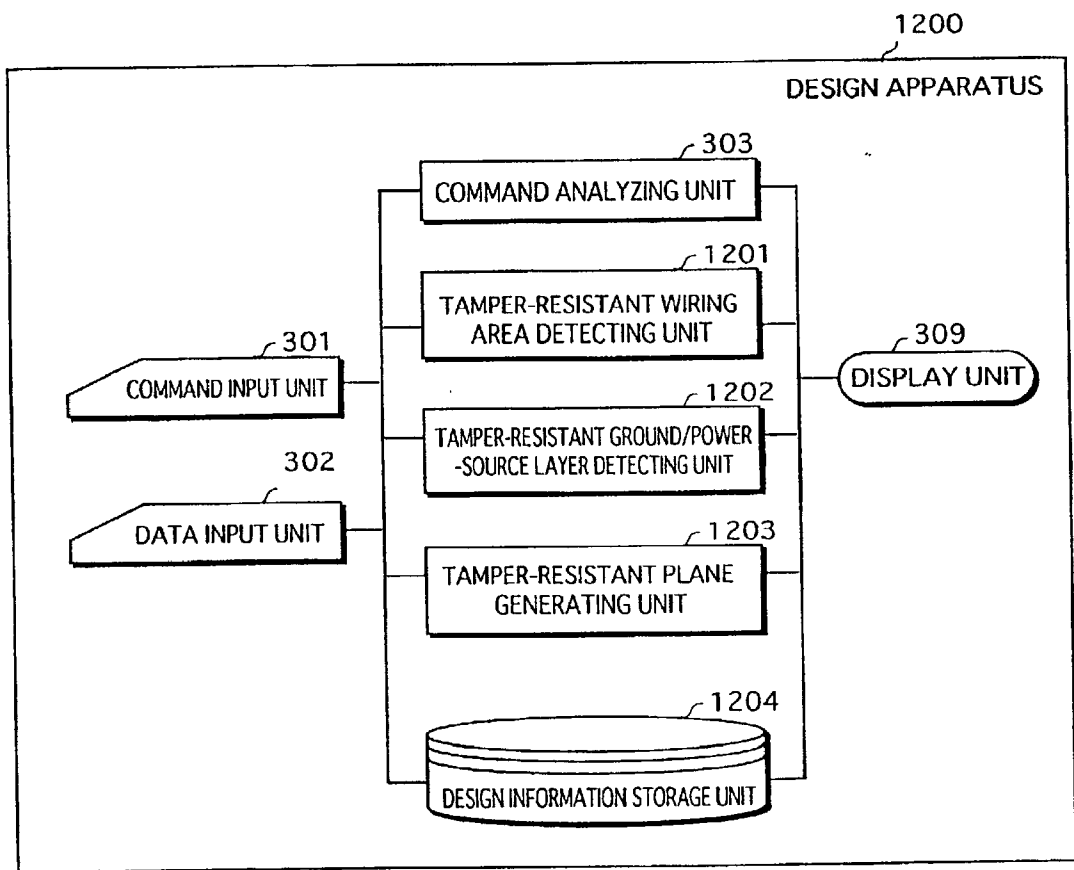 1200
DESIGN APPARATUS
303
COMMAND ANALYZING UNIT
1201
TAMPER-RESISTANT WIRING
AREA DETECTING UNIT
301
COMMAND INPUT UNIT
309
DISPLAY UNIT
1202
TAMPER-RESISTANT GROUND/POWER
-SOURCE LAYER DETECTING UNIT
302
DATA INPUT UNIT
1203
TAMPER-RESISTANT PLANE
GENERATING UNIT
1204
DESIGN INFORMATION STORAGE UNIT